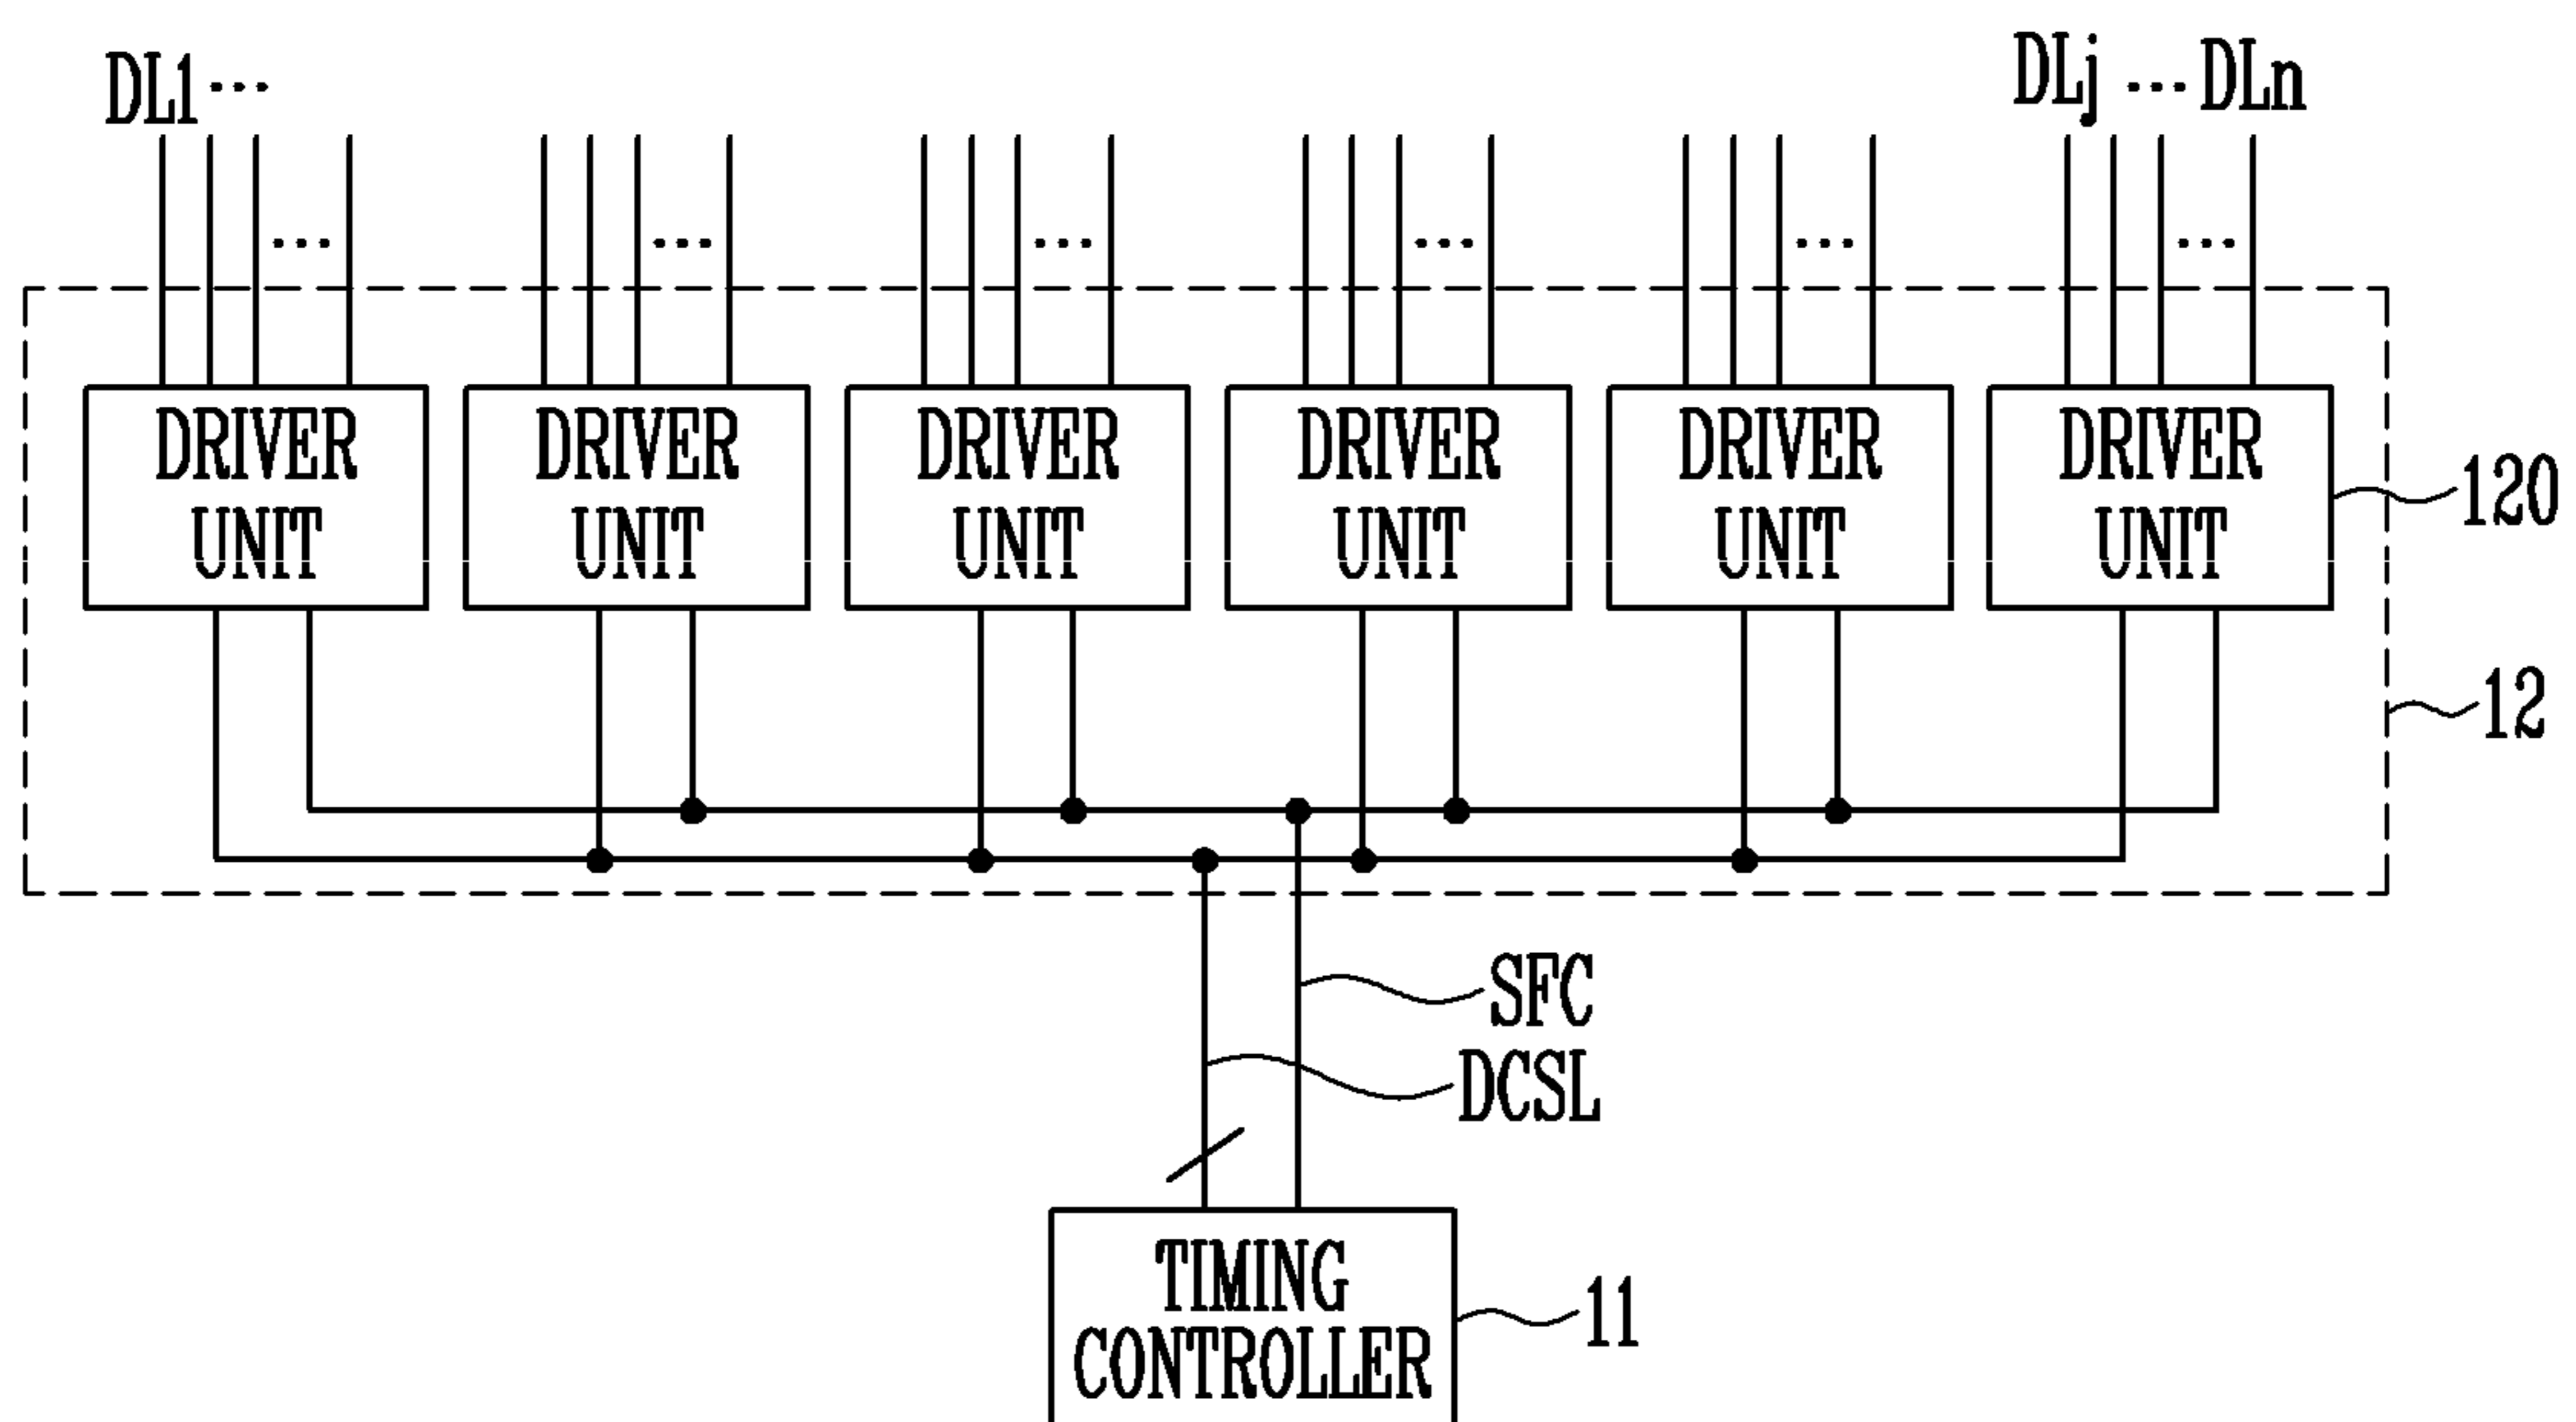 DL1 ... DLj ... DLn
... ... ... ... ... ...
DRIVER DRIVER DRIVER DRIVER DRIVER DRIVER
UNIT UNIT UNIT UNIT UNIT UNIT
120
12
SFC
DCSL
TIMING
CONTROLLER
11